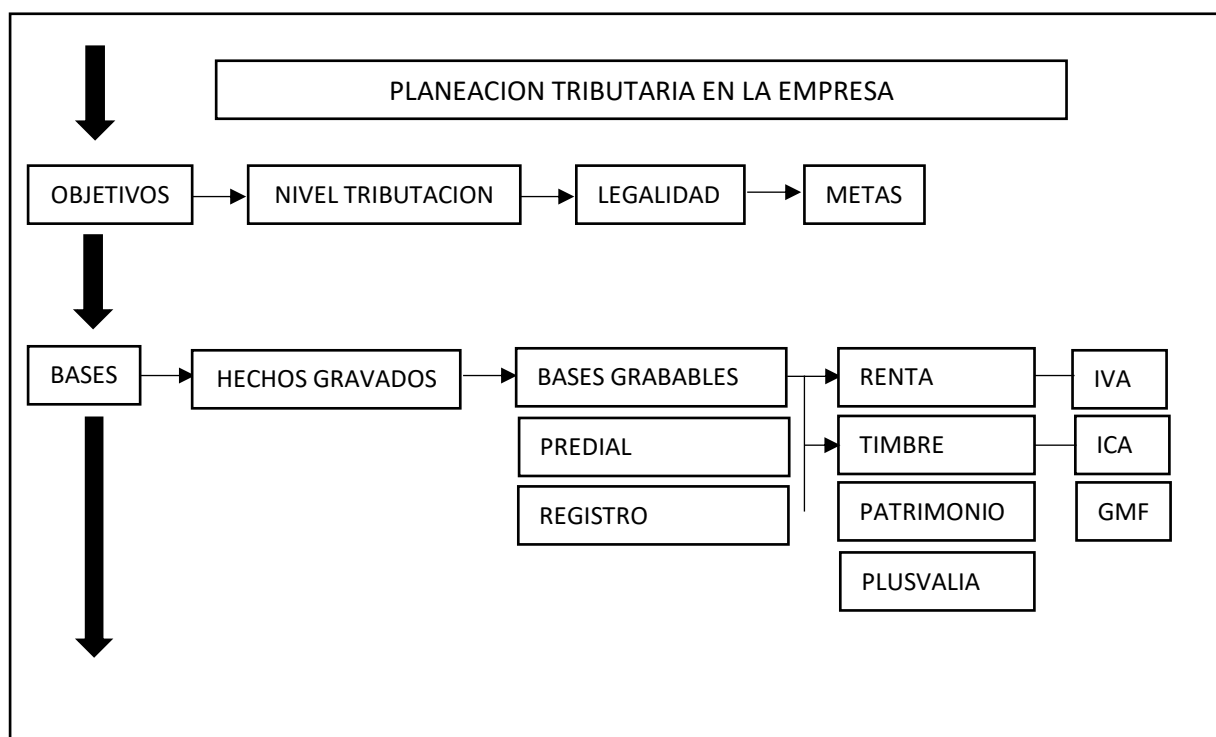 PLANEACION TRIBUTARIA EN LA EMPRESA
OBJETIVOS NIVEL TRIBUTACION LEGALIDAD METAS
BASES HECHOS GRAVADOS BASES GRABABLES RENTA IVA
PREDIAL TIMBRE ICA
REGISTRO PATRIMONIO GMF
PLUSVALIA